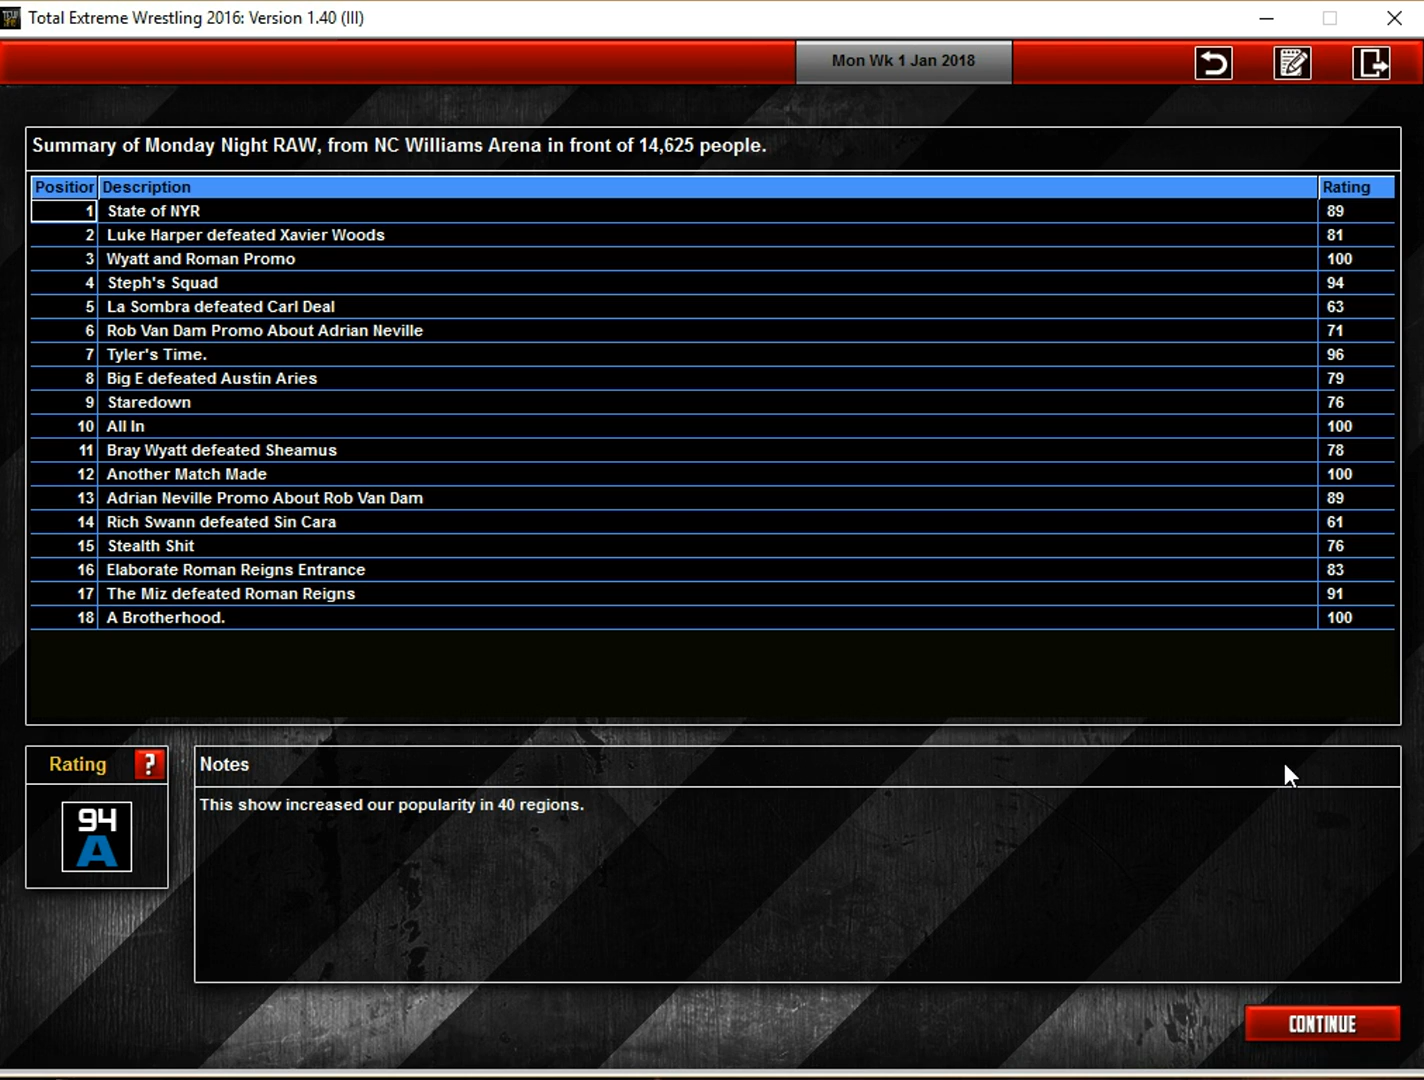 Total Extreme Wrestling 2016: Version 1.40 (III)
Mon Wk 1 Jan 2018
Summary of Monday Night RAW, from NC Williams Arena in front of 14,625 people.
Position Description Rating
1 State of NYR 89
2 Luke Harper defeated Xavier Woods 81
3 Wyatt and Roman Promo 100
4 Steph's Squad 94
5 La Sombra defeated Carl Deal 63
6 Rob Van Dam Promo About Adrian Neville 71
7 Tyler's Time. 96
8 Big E defeated Austin Aries 79
9 Staredown 76
10 All In 100
11 Bray Wyatt defeated Sheamus 78
12 Another Match Made 100
13 Adrian Neville Promo About Rob Van Dam 89
14 Rich Swann defeated Sin Cara 61
15 Stealth Shit 76
16 Elaborate Roman Reigns Entrance 83
17 The Miz defeated Roman Reigns 91
18 A Brotherhood. 100
Rating ?
94
A
Notes
This show increased our popularity in 40 regions.
CONTINUE